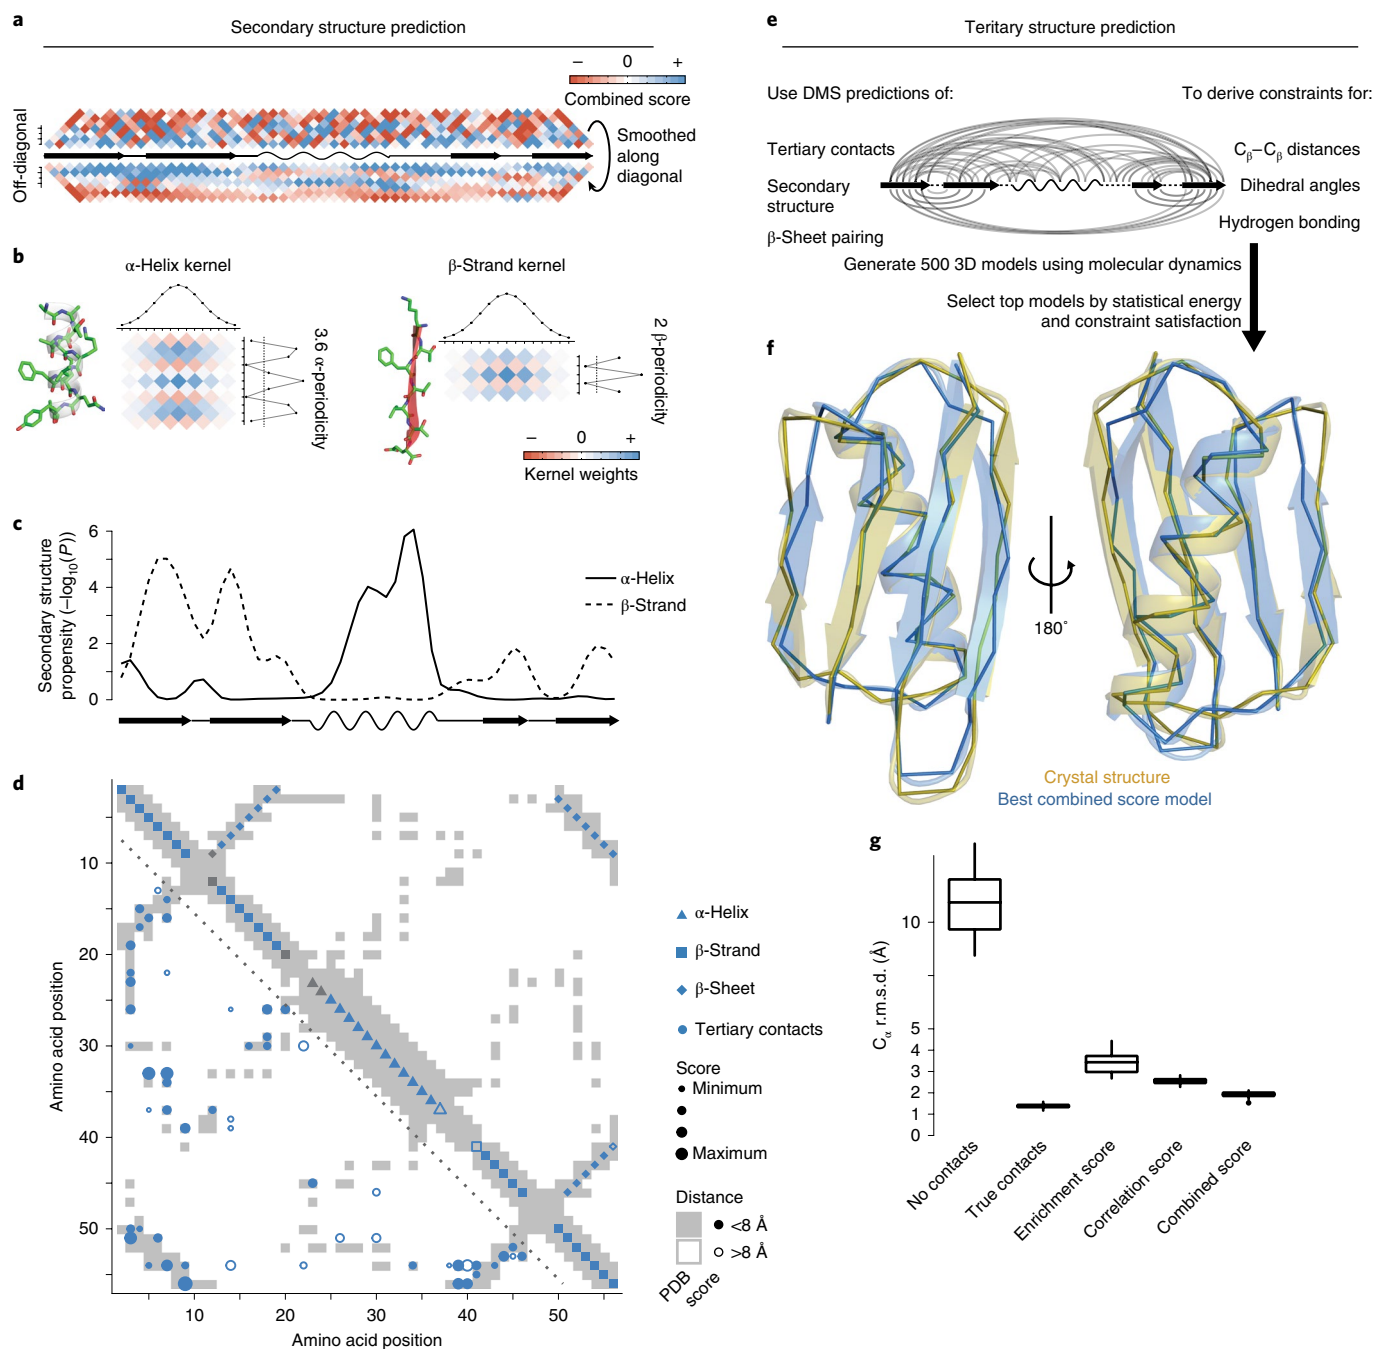 a
Secondary structure prediction
− 0 +
Combined score
Off-diagonal
Smoothed
along
diagonal
b
α-Helix kernel
3.6 α-periodicity
β-Strand kernel
2 β-periodicity
− 0 +
Kernel weights
c
Secondary structure
propensity (−log10(P))
6
4
2
0
α-Helix
β-Strand
d
Amino acid position
10
20
30
40
50
10 20 30 40 50
Amino acid position
α-Helix
β-Strand
β-Sheet
Tertiary contacts
Score
Minimum
Maximum
Distance
<8 Å
>8 Å
PDB
score
e
Teritary structure prediction
Use DMS predictions of:
To derive constraints for:
Tertiary contacts
Secondary
structure
β-Sheet pairing
Cβ–Cβ distances
Dihedral angles
Hydrogen bonding
Generate 500 3D models using molecular dynamics
Select top models by statistical energy
and constraint satisfaction
f
180°
Crystal structure
Best combined score model
g
Cα r.m.s.d. (Å)
10
5
4
3
2
1
0
No contacts
True contacts
Enrichment score
Correlation score
Combined score